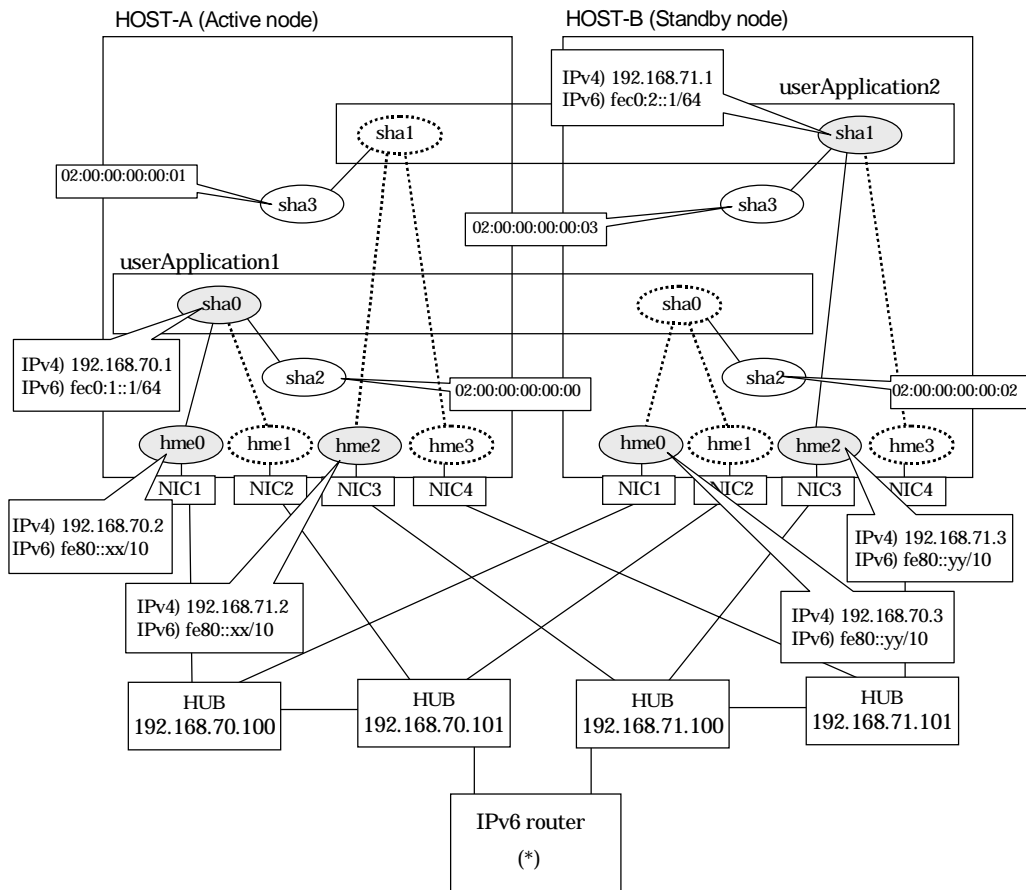 HOST-A (Active node)
HOST-B (Standby node)
IPv4) 192.168.71.1
IPv6) fec0:2::1/64
userApplication2
sha1
sha1
02:00:00:00:00:01
sha3
sha3
02:00:00:00:00:03
userApplication1
sha0
sha0
IPv4) 192.168.70.1
IPv6) fec0:1::1/64
sha2
02:00:00:00:00:00
sha2
02:00:00:00:00:02
hme0
hme1
hme2
hme3
hme0
hme1
hme2
hme3
NIC1
NIC2
NIC3
NIC4
NIC1
NIC2
NIC3
NIC4
IPv4) 192.168.70.2
IPv6) fe80::xx/10
IPv4) 192.168.71.3
IPv6) fe80::yy/10
IPv4) 192.168.71.2
IPv6) fe80::xx/10
IPv4) 192.168.70.3
IPv6) fe80::yy/10
HUB
192.168.70.100
HUB
192.168.70.101
HUB
192.168.71.100
HUB
192.168.71.101
IPv6 router
(*)